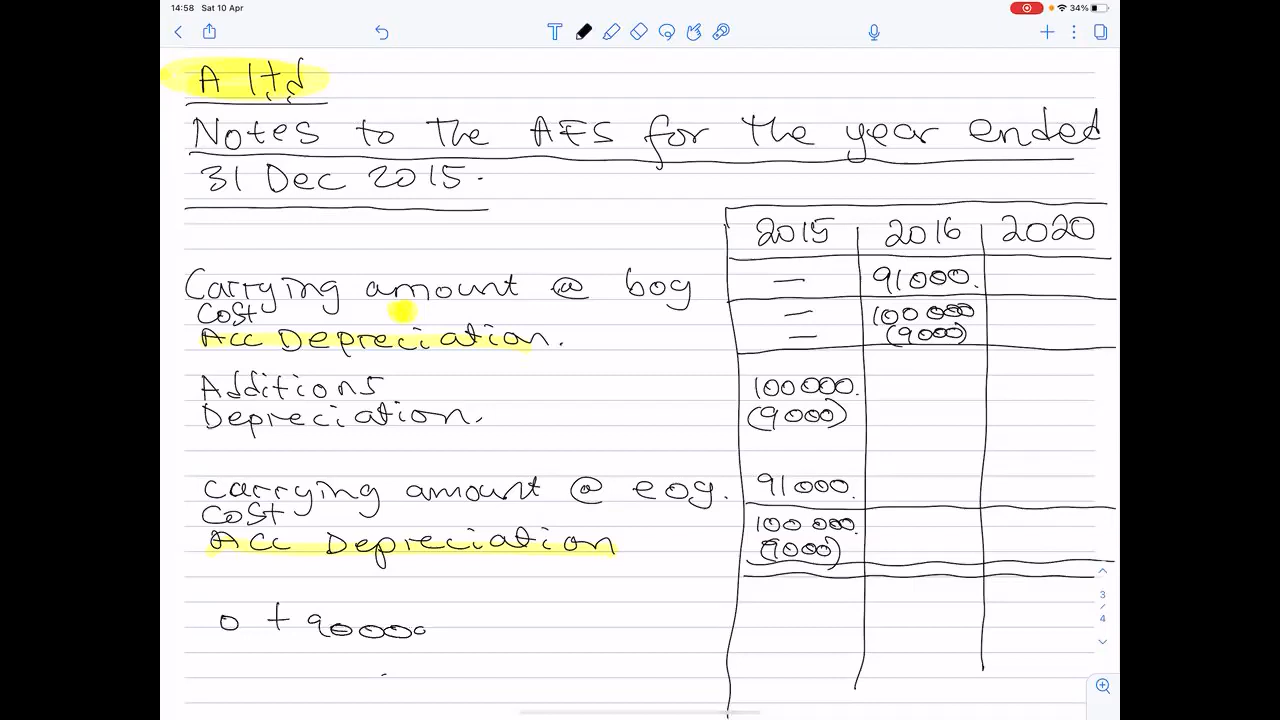 14:58 Sat 10 Apr
34%
A Ltd
Notes to the AFS for the year ended
31 Dec 2015.
2015 2016 2020
Carrying amount @ boy — 91000.
Cost — 100 000
Acc Depreciation. — (9000)
Additions 100 000.
Depreciation. (9000)
Carrying amount @ eoy. 91000.
Cost 100 000
Acc Depreciation (9000)
0 + 90000
3
/
4